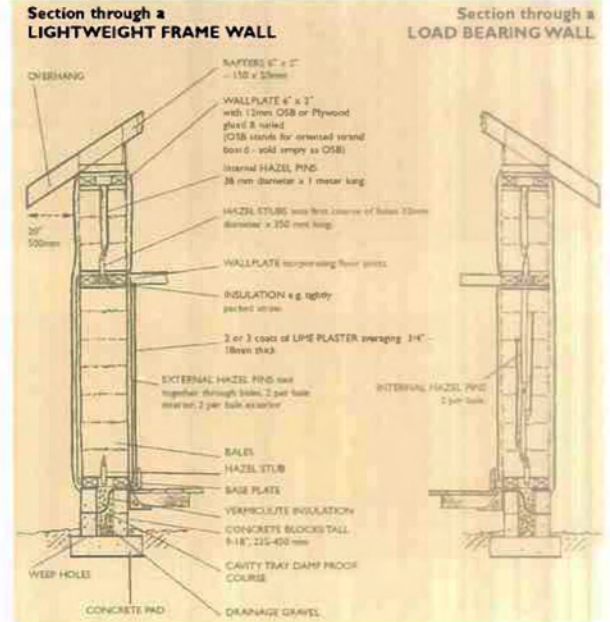 Section through a
LIGHTWEIGHT FRAME WALL
Section through a
LOAD BEARING WALL
OVERHANG
RAFTERS 6" x 2"
- 150 x 50mm
WALLPLATE 6" x 2"
with 12mm OSB or Plywood
glued & nailed
(OSB stands for oriented strand
board - sold simply as OSB)
Internal HAZEL PINS
38 mm diameter x 1 meter long
HAZEL STUBS into first course of bales
diameter x 350 mm long
20"
500mm
WALLPLATE incorporating floor joists
INSULATION e.g. tightly
packed straw
2 or 3 coats of LIME PLASTER averaging 3/4" -
18mm thick
EXTERNAL HAZEL PINS tied
together through bales, 2 per bale
interior, 2 per bale exterior
INTERNAL HAZEL PINS
2 per bale
BALES
HAZEL STUB
BASE PLATE
VERMICULITE INSULATION
CONCRETE BLOCKS TALL
9-18", 225-450 mm
CAVITY TRAY DAMP PROOF
COURSE
WEEP HOLES
CONCRETE PAD
DRAINAGE GRAVEL